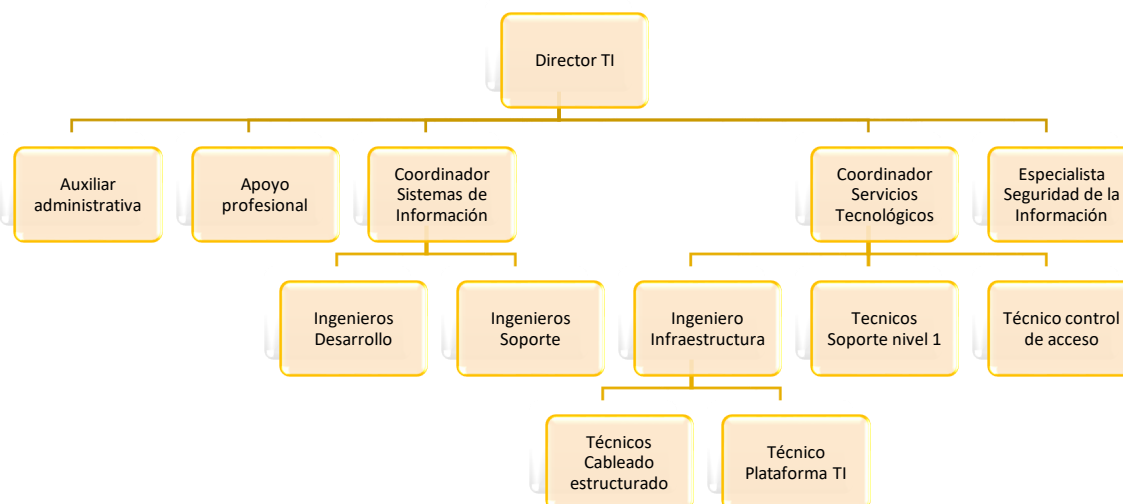 Director TI
Auxiliar
administrativa
Apoyo
profesional
Coordinador
Sistemas de
Información
Coordinador
Servicios
Tecnológicos
Especialista
Seguridad de la
Información
Ingenieros
Desarrollo
Ingenieros
Soporte
Ingeniero
Infraestructura
Tecnicos
Soporte nivel 1
Técnico control
de acceso
Técnicos
Cableado
estructurado
Técnico
Plataforma TI